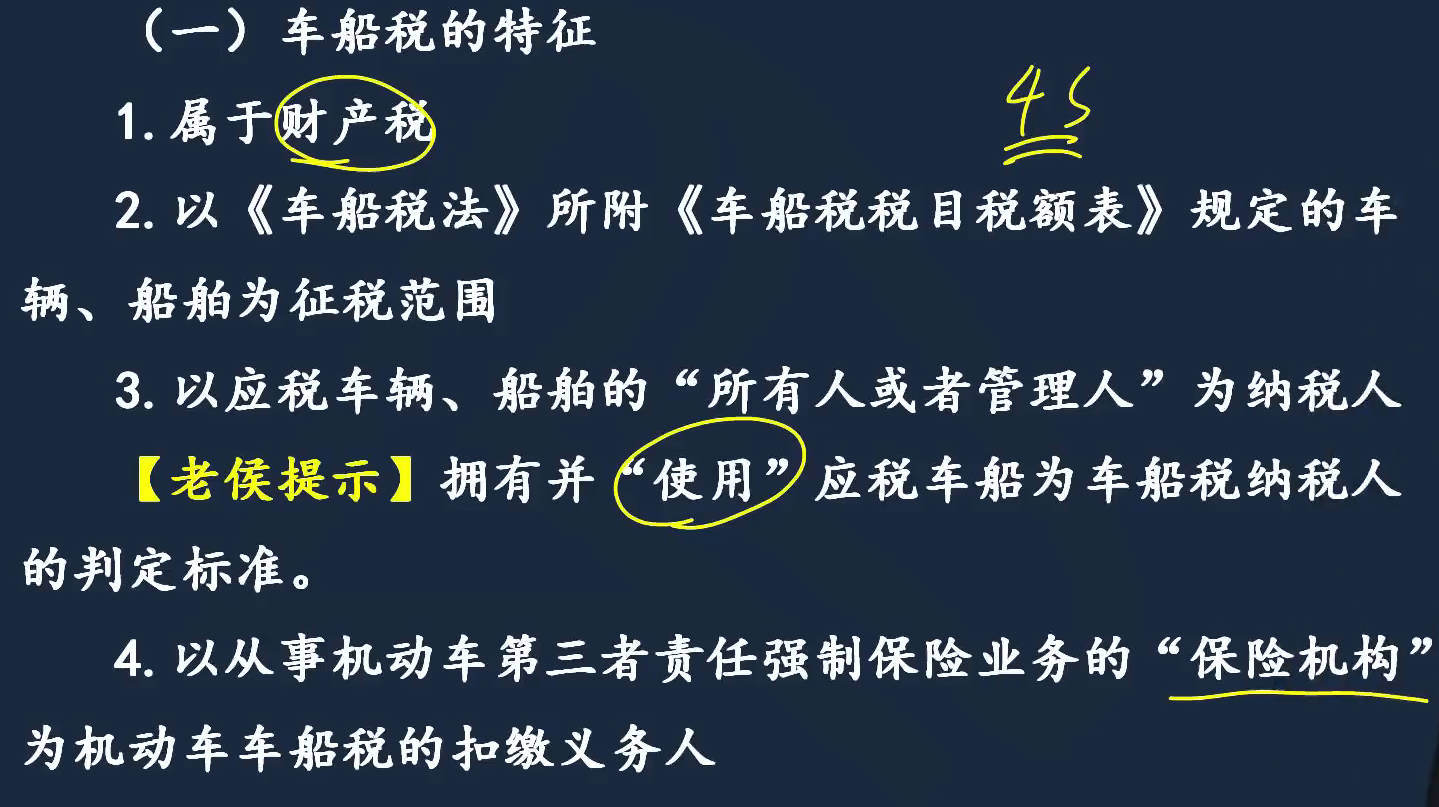 （一）车船税的特征
1.属于财产税
4S
2.以《车船税法》所附《车船税税目税额表》规定的车
辆、船舶为征税范围
3.以应税车辆、船舶的“所有人或者管理人”为纳税人
【老侯提示】拥有并“使用”应税车船为车船税纳税人
的判定标准。
4.以从事机动车第三者责任强制保险业务的“保险机构”
为机动车车船税的扣缴义务人